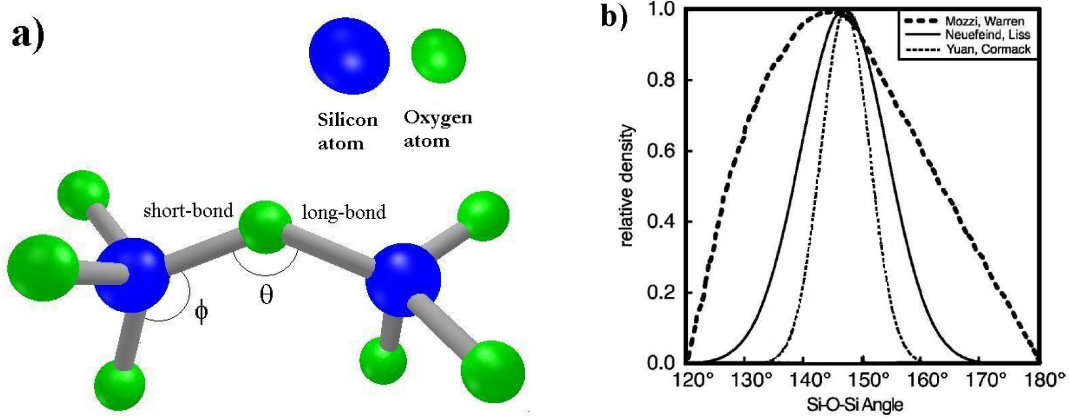 a)
Silicon
atom
Oxygen
atom
short-bond
long-bond
θ
ϕ
b)
Mozzi, Warren
Neuefeind, Liss
Yuan, Cormack
relative density
1.0
0.8
0.6
0.4
0.2
0.0
120° 130° 140° 150° 160° 170° 180°
Si-O-Si Angle